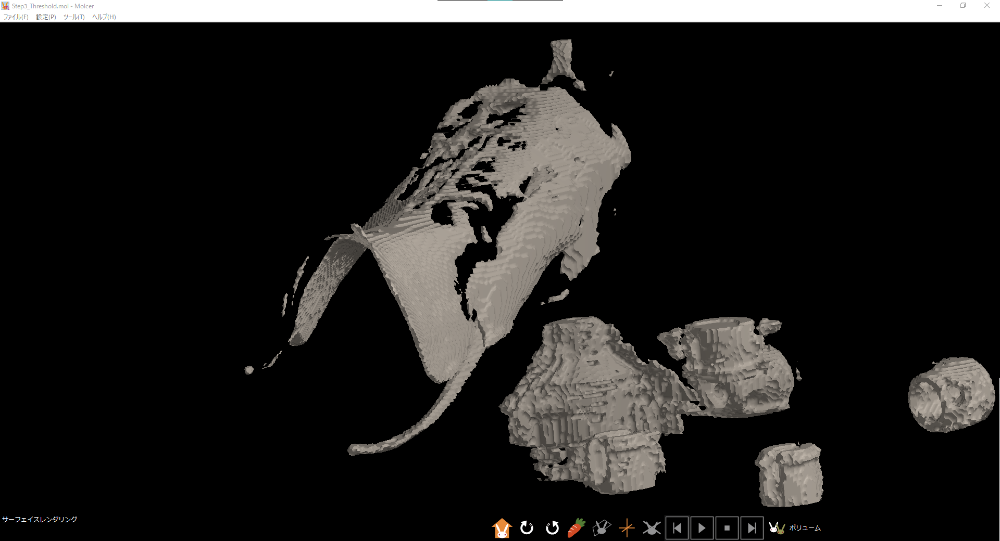 Step3_Threshold.mol - Molcer
ファイル(F) 設定(P) ツール(T) ヘルプ(H)
サーフェイスレンダリング
ボリューム